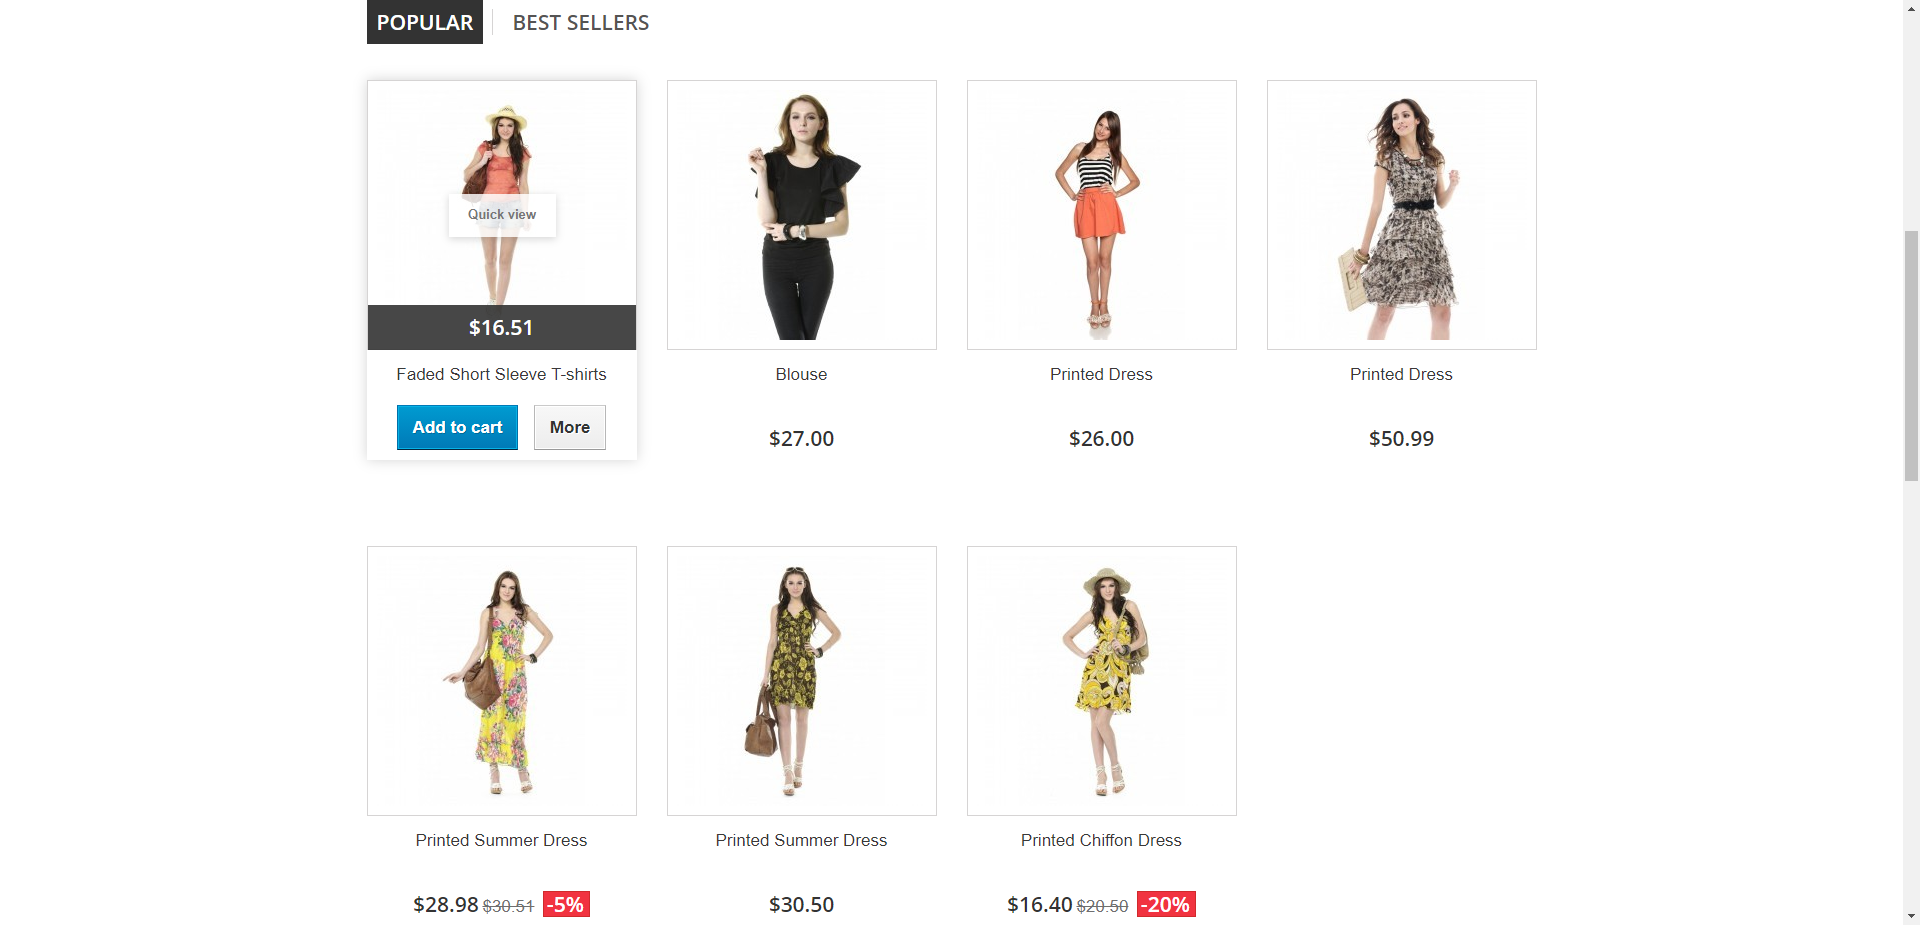 POPULAR
BEST SELLERS
Quick view
$16.51
Faded Short Sleeve T-shirts
Add to cart
More
Blouse
$27.00
Printed Dress
$26.00
Printed Dress
$50.99
Printed Summer Dress
$28.98 $30.51 -5%
Printed Summer Dress
$30.50
Printed Chiffon Dress
$16.40 $20.50 -20%